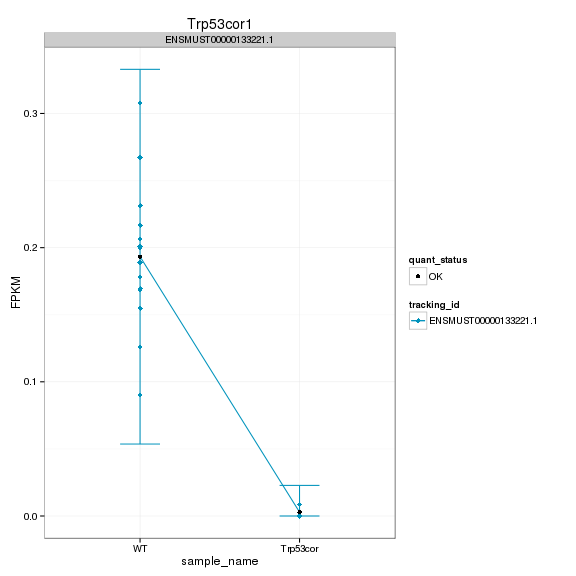 Trp53cor1
ENSMUST00000133221.1
0.3
0.2
0.1
0.0
FPKM
WT
Trp53cor
sample_name
quant_status
OK
tracking_id
ENSMUST00000133221.1